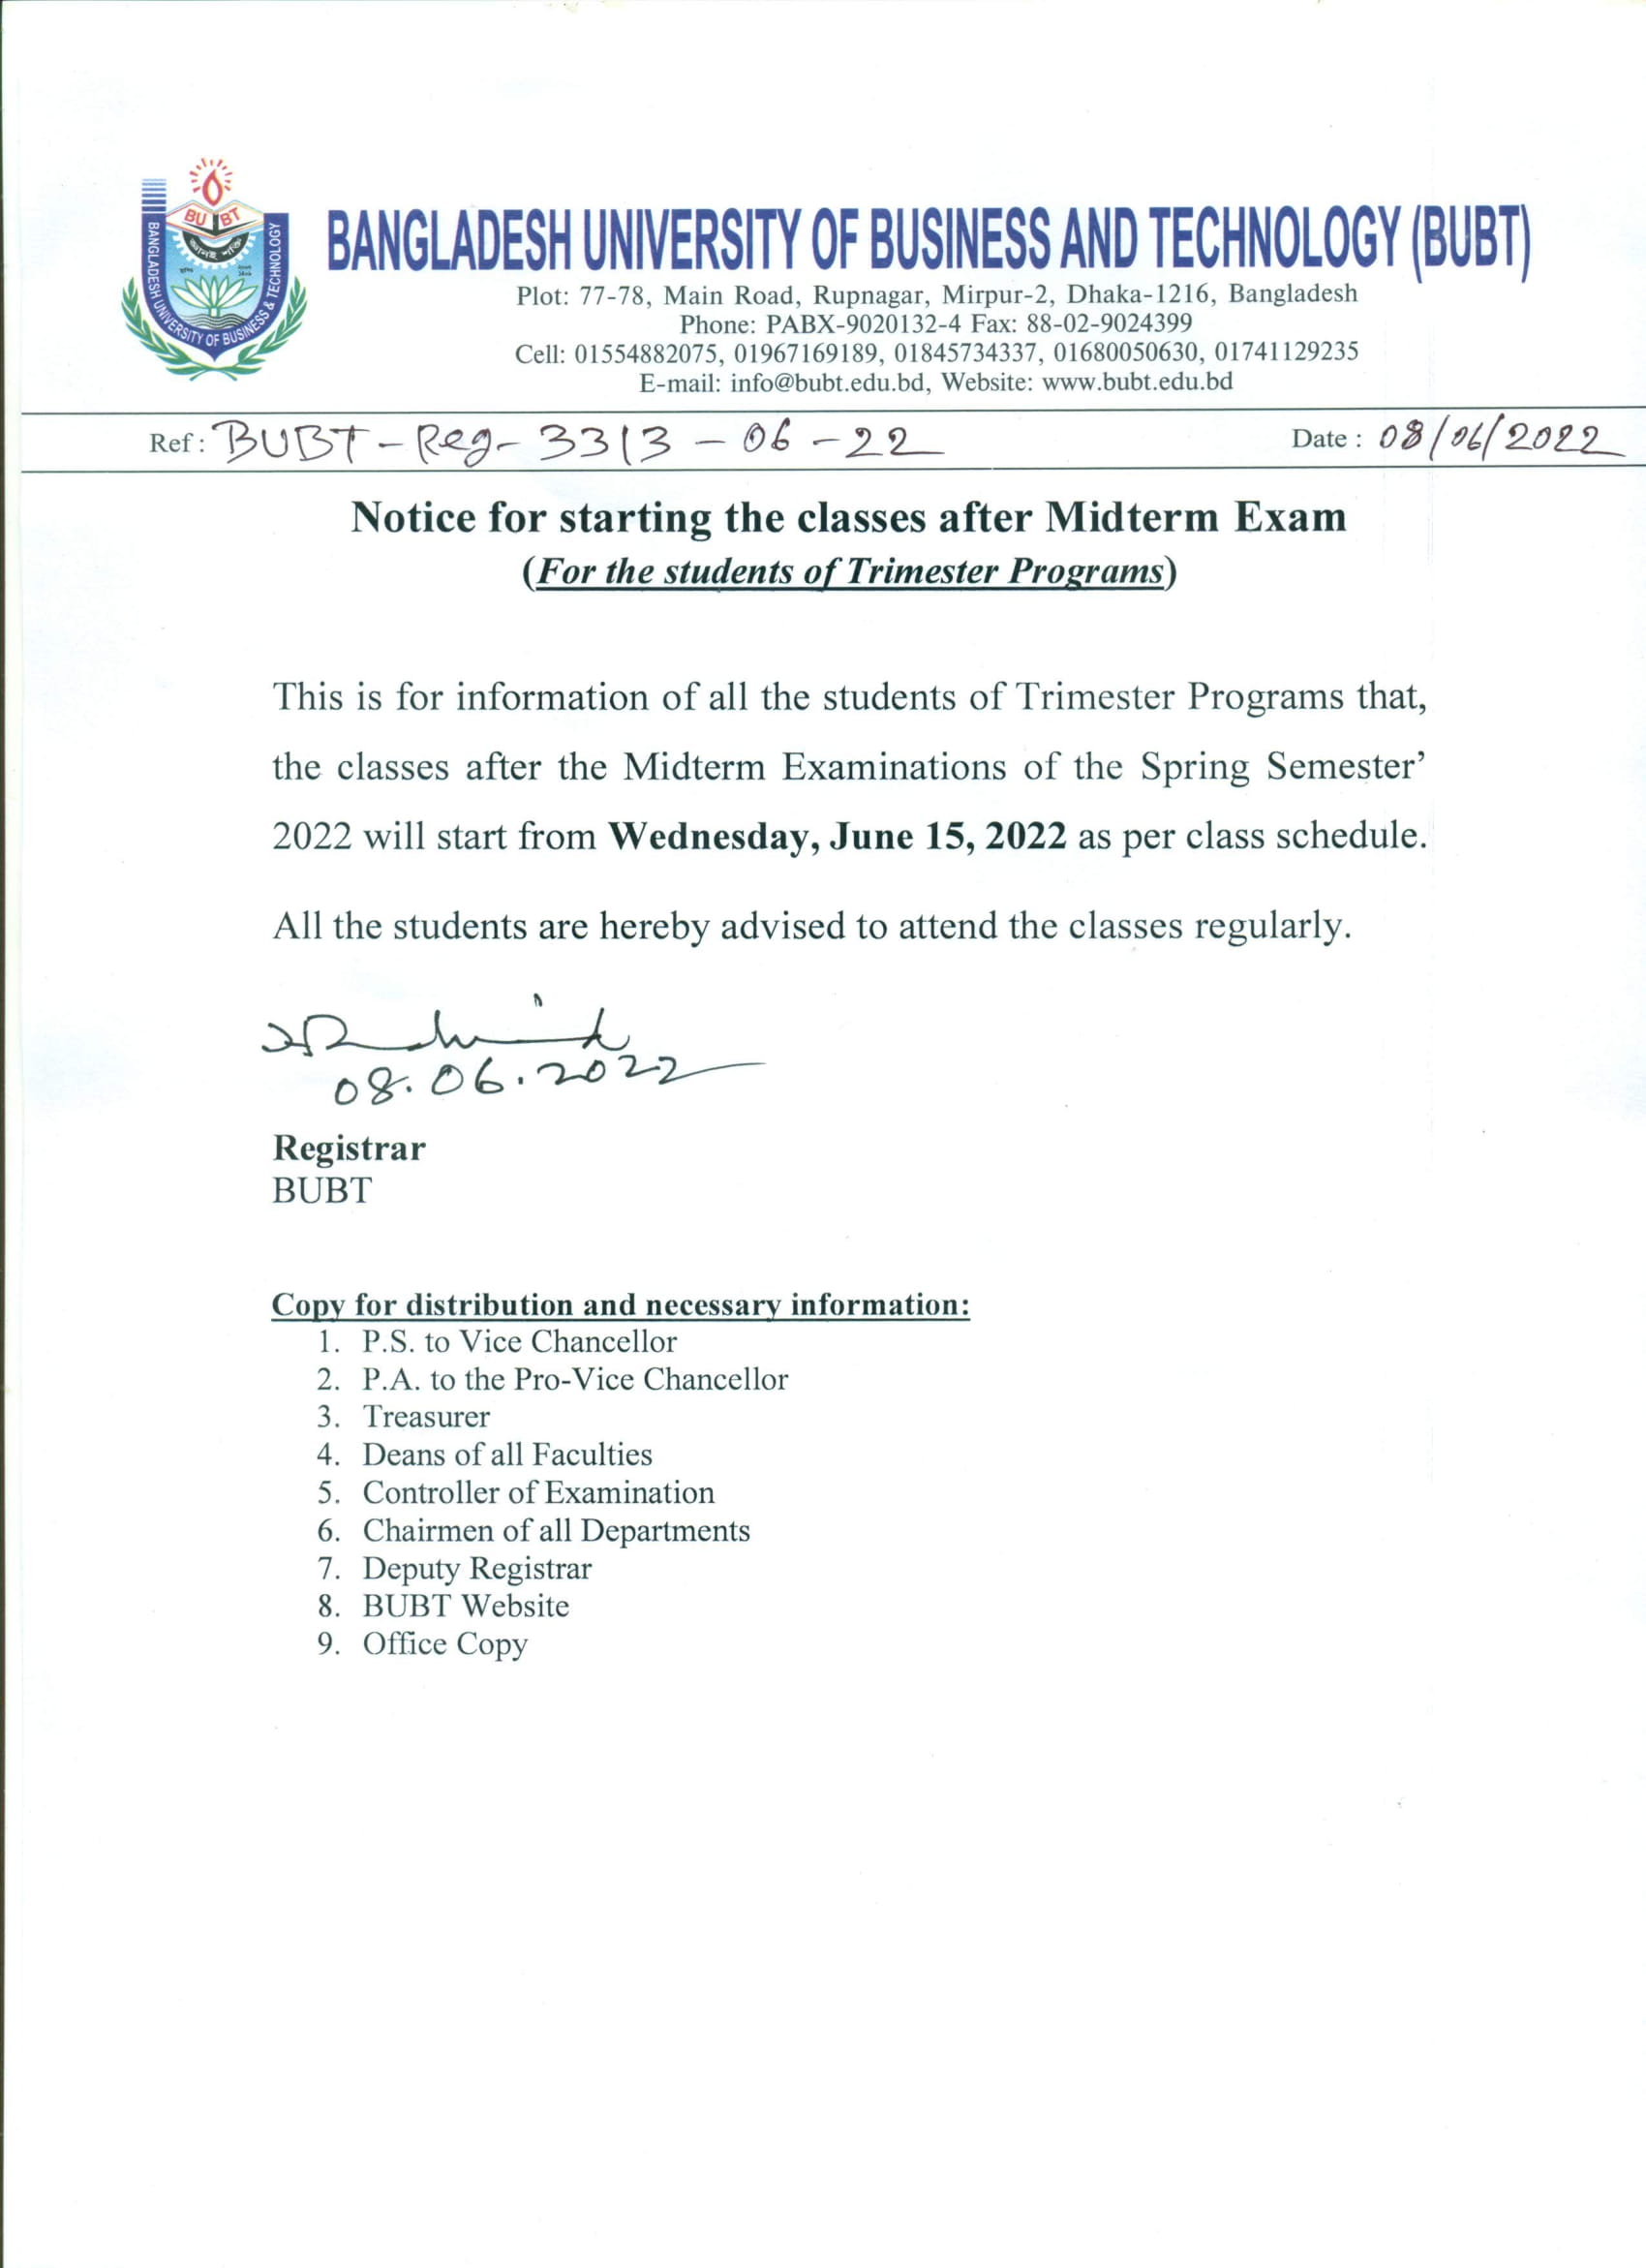 BU BT
BANGLADESH UNIVERSITY OF BUSINESS & TECHNOLOGY
BANGLADESH UNIVERSITY OF BUSINESS AND TECHNOLOGY (BUBT)
Plot: 77-78, Main Road, Rupnagar, Mirpur-2, Dhaka-1216, Bangladesh
Phone: PABX-9020132-4 Fax: 88-02-9024399
Cell: 01554882075, 01967169189, 01845734337, 01680050630, 01741129235
E-mail: info@bubt.edu.bd, Website: www.bubt.edu.bd
Ref: BUBT-Reg-3313-06-22 Date: 08/06/2022
Notice for starting the classes after Midterm Exam
(For the students of Trimester Programs)
This is for information of all the students of Trimester Programs that,
the classes after the Midterm Examinations of the Spring Semester’
2022 will start from Wednesday, June 15, 2022 as per class schedule.
All the students are hereby advised to attend the classes regularly.
08.06.2022
Registrar
BUBT
Copy for distribution and necessary information:
1. P.S. to Vice Chancellor
2. P.A. to the Pro-Vice Chancellor
3. Treasurer
4. Deans of all Faculties
5. Controller of Examination
6. Chairmen of all Departments
7. Deputy Registrar
8. BUBT Website
9. Office Copy